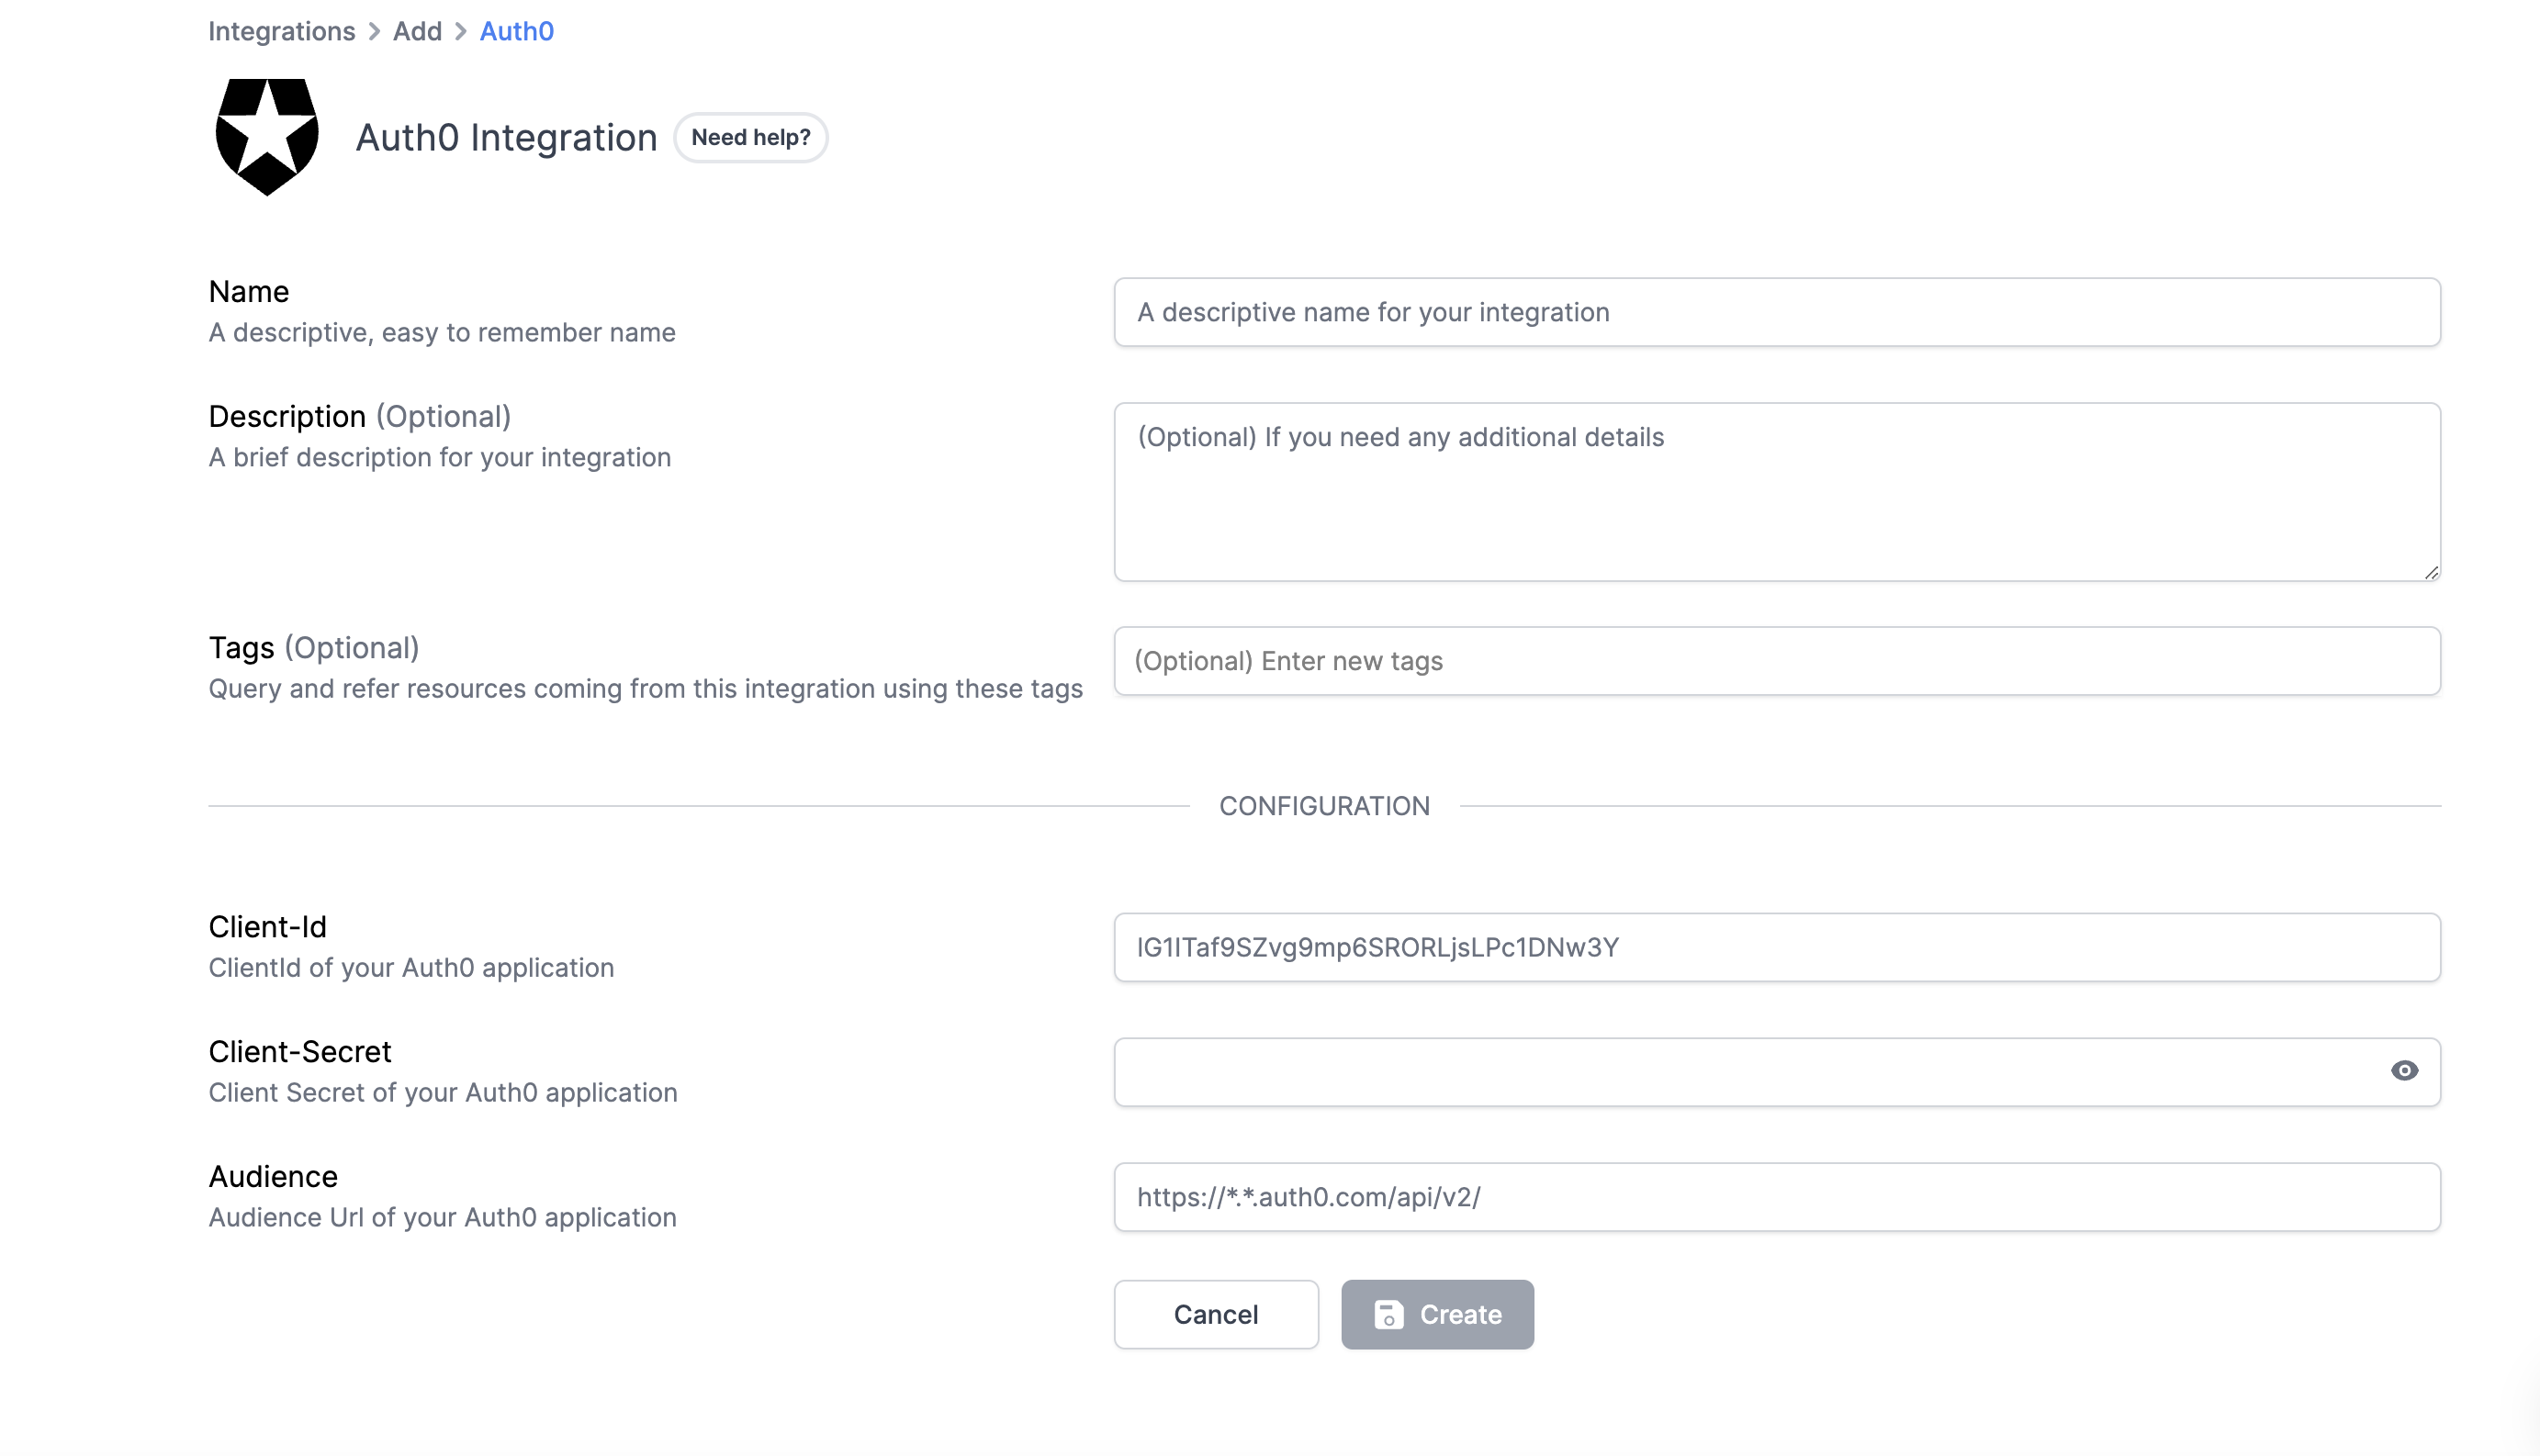 Integrations > Add > Auth0
Auth0 Integration Need help?
Name
A descriptive, easy to remember name
A descriptive name for your integration
Description (Optional)
A brief description for your integration
(Optional) If you need any additional details
Tags (Optional)
Query and refer resources coming from this integration using these tags
(Optional) Enter new tags
CONFIGURATION
Client-Id
ClientId of your Auth0 application
IG1ITaf9SZvg9mp6SRORLjsLPc1DNw3Y
Client-Secret
Client Secret of your Auth0 application
Audience
Audience Url of your Auth0 application
https://*.*.auth0.com/api/v2/
Cancel Create